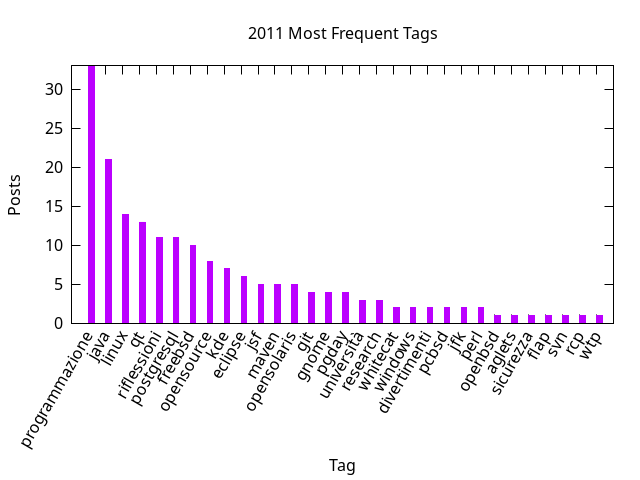 2011 Most Frequent Tags
Posts
30
25
20
15
10
5
0
programmazione
java
linux
qt
riflessioni
postgresql
freebsd
opensource
kde
eclipse
jsf
maven
opensolaris
git
gnome
pgday
università
research
whitecat
windows
divertimenti
pcbsd
jfk
perl
openbsd
aglets
sicurezza
flap
svn
rcp
wtp
Tag